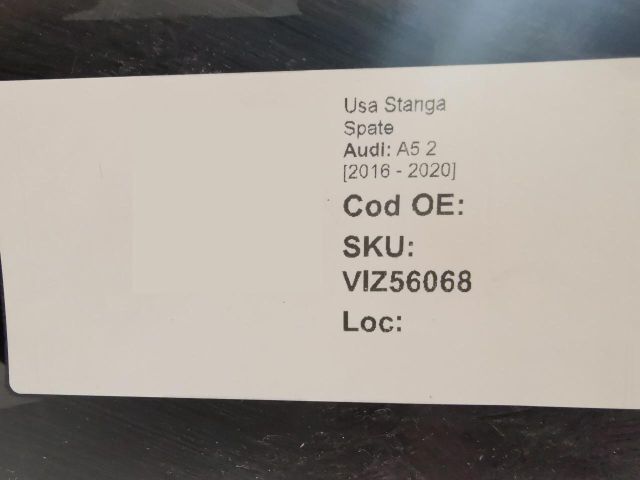 Usa Stanga
Spate
Audi: A5 2
[2016 - 2020]
Cod OE:
SKU:
VIZ56068
Loc: